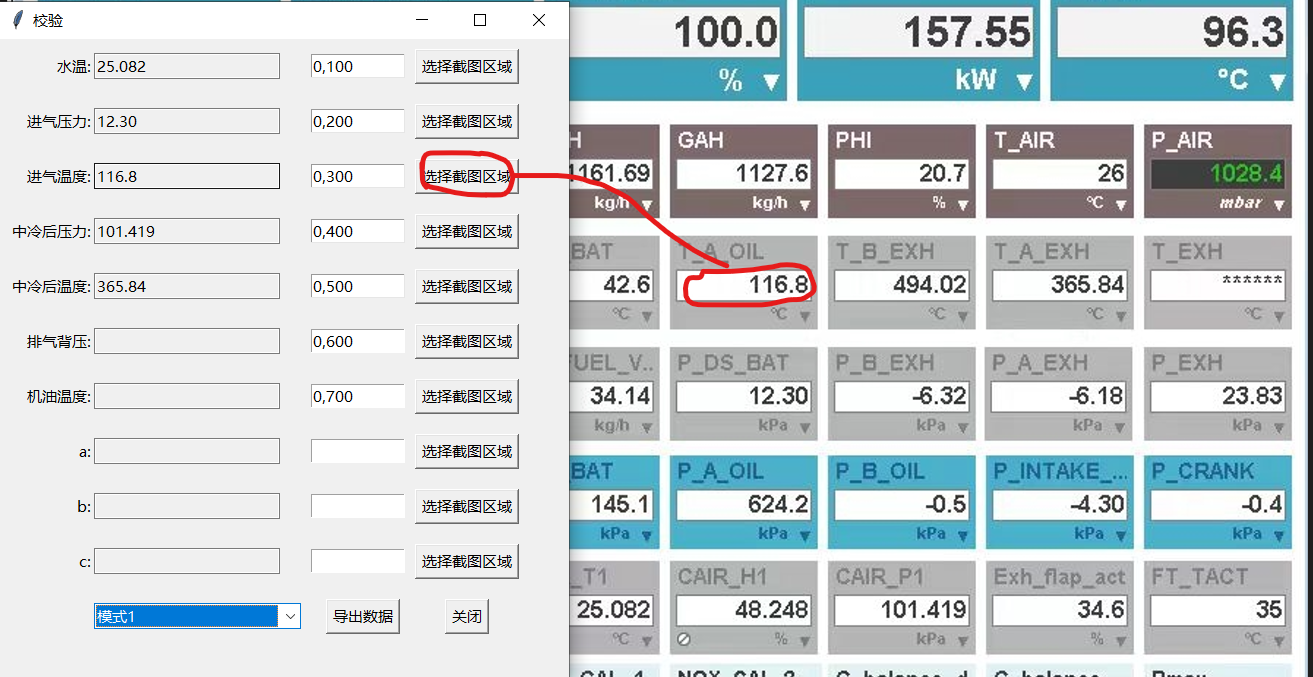 校验
水温: 25.082 0,100 选择截图区域
进气压力: 12.30 0,200 选择截图区域
进气温度: 116.8 0,300 选择截图区域
中冷后压力: 101.419 0,400 选择截图区域
中冷后温度: 365.84 0,500 选择截图区域
排气背压: 0,600 选择截图区域
机油温度: 0,700 选择截图区域
a: 选择截图区域
b: 选择截图区域
c: 选择截图区域
模式1 导出数据 关闭
100.0 157.55 96.3
% kW °C
H GAH PHI T_AIR P_AIR
1161.69 1127.6 20.7 26 1028.4
kg/h kg/h % °C mbar
BAT T_A_OIL T_B_EXH T_A_EXH T_EXH
42.6 116.8 494.02 365.84 ******
°C °C °C °C °C
FUEL_V.. P_DS_BAT P_B_EXH P_A_EXH P_EXH
34.14 12.30 -6.32 -6.18 23.83
kg/h kPa kPa kPa kPa
BAT P_A_OIL P_B_OIL P_INTAKE_... P_CRANK
145.1 624.2 -0.5 -4.30 -0.4
kPa kPa kPa kPa kPa
_T1 CAIR_H1 CAIR_P1 Exh_flap_act FT_TACT
25.082 48.248 101.419 34.6 35
°C % kPa % °C